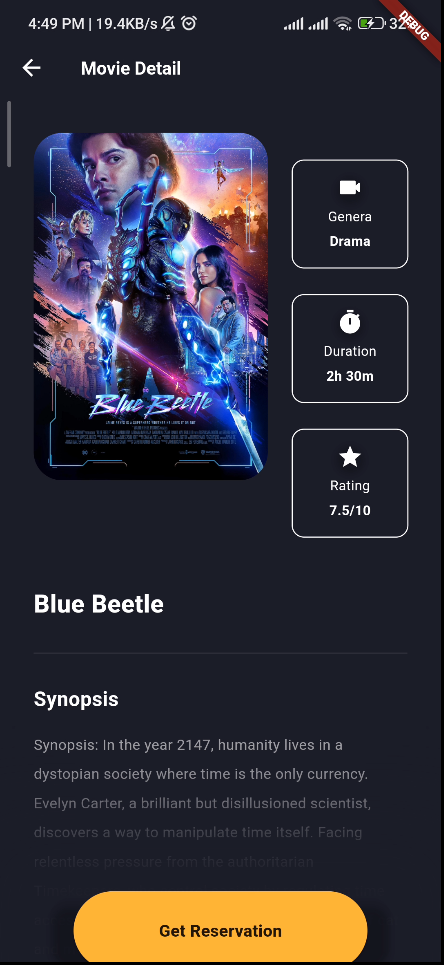 4:49 PM | 19.4KB/s
32
DEBUG
Movie Detail
Genera
Drama
Duration
2h 30m
Rating
7.5/10
Blue Beetle
Blue Beetle
Synopsis
Synopsis: In the year 2147, humanity lives in a
dystopian society where time is the only currency.
Evelyn Carter, a brilliant but disillusioned scientist,
discovers a way to manipulate time itself. Facing
relentless pressure from the authoritarian
Get Reservation